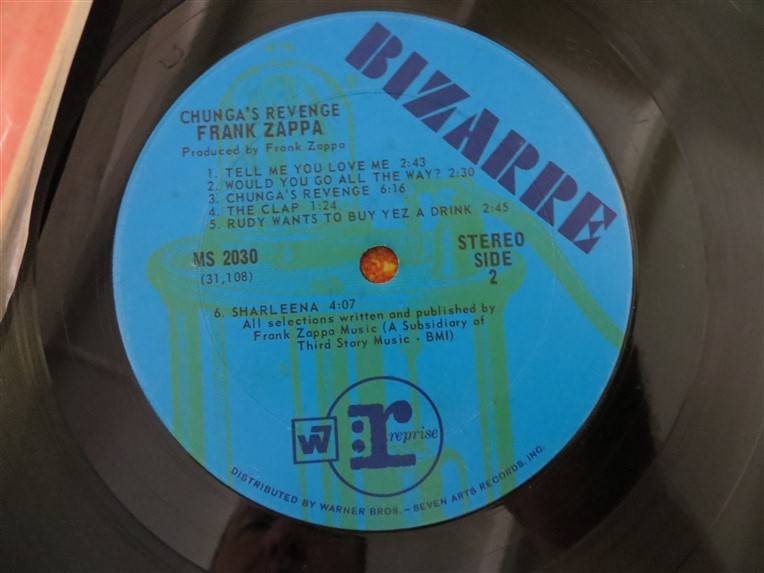 BIZARRE
CHUNGA'S REVENGE
FRANK ZAPPA
Produced by Frank Zappa
1. TELL ME YOU LOVE ME 2:43
2. WOULD YOU GO ALL THE WAY? 2:30
3. CHUNGA'S REVENGE 6:16
4. THE CLAP 1:24
5. RUDY WANTS TO BUY YEZ A DRINK 2:45
MS 2030
(31,108)
STEREO
SIDE
2
6. SHARLEENA 4:07
All selections written and published by
Frank Zappa Music (A Subsidiary of
Third Story Music - BMI)
W7
:r
reprise
DISTRIBUTED BY WARNER BROS. – SEVEN ARTS RECORDS, INC.